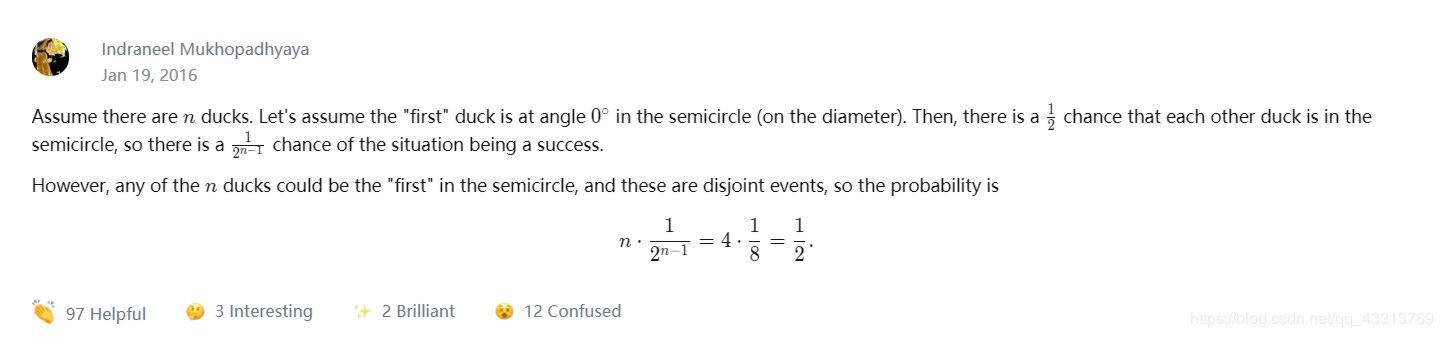 Indraneel Mukhopadhyaya
Jan 19, 2016
Assume there are n ducks. Let's assume the "first" duck is at angle 0° in the semicircle (on the diameter). Then, there is a 1/2 chance that each other duck is in the
semicircle, so there is a 1/2^{n-1} chance of the situation being a success.
However, any of the n ducks could be the "first" in the semicircle, and these are disjoint events, so the probability is
n · 1/2^{n-1} = 4 · 1/8 = 1/2.
97 Helpful 3 Interesting 2 Brilliant 12 Confused
https://blog.csdn.net/qq_43313769